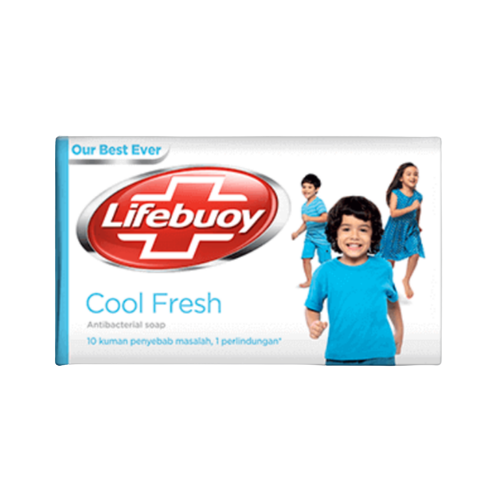 Our Best Ever
Lifebuoy
Cool Fresh
Antibacterial soap
10 kuman penyebab masalah, 1 perlindungan*